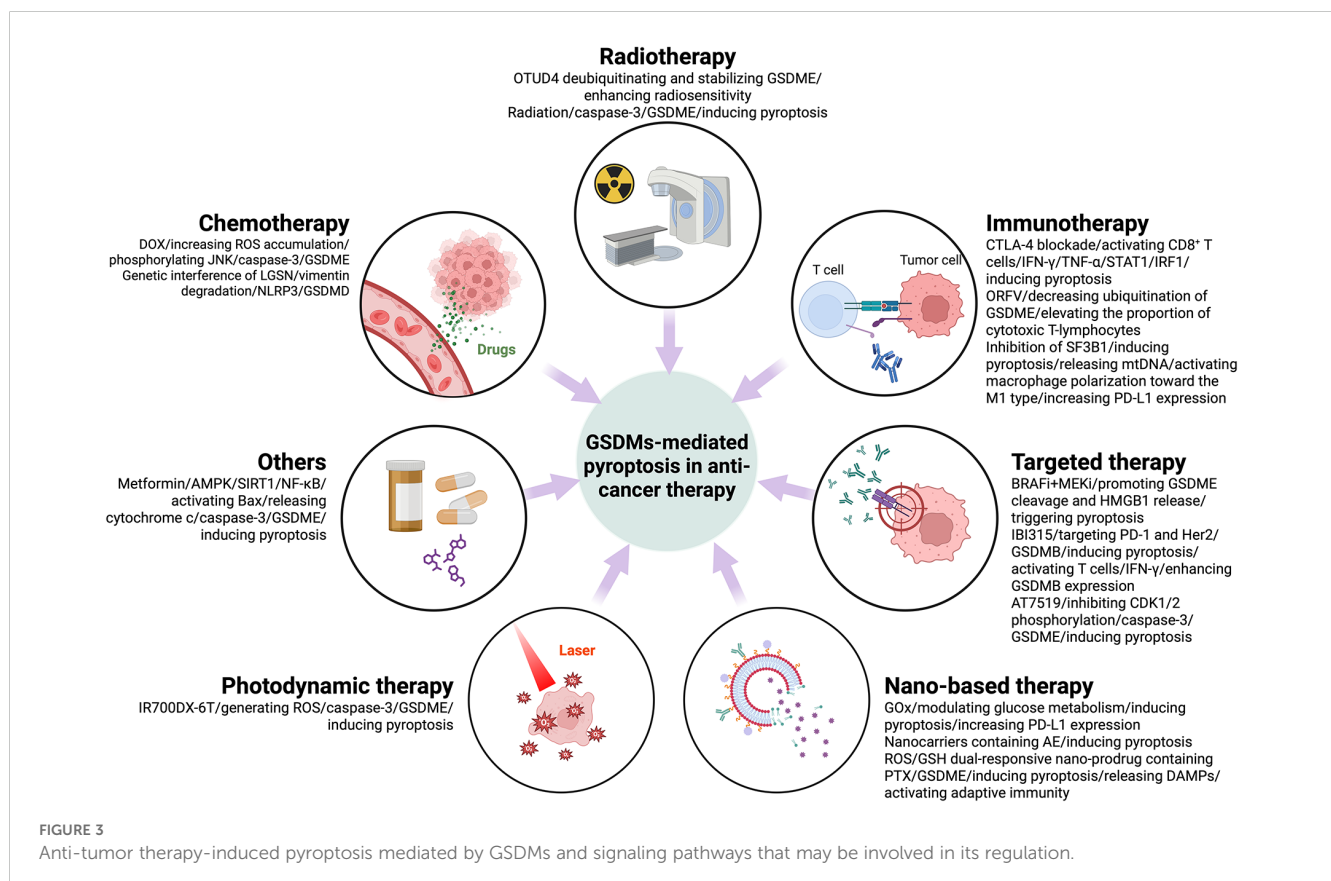 Radiotherapy
OTUD4 deubiquitinating and stabilizing GSDME/
enhancing radiosensitivity
Radiation/caspase-3/GSDME/inducing pyroptosis
Chemotherapy
DOX/increasing ROS accumulation/
phosphorylating JNK/caspase-3/GSDME
Genetic interference of LGSN/vimentin
degradation/NLRP3/GSDMD
Drugs
Immunotherapy
CTLA-4 blockade/activating CD8⁺ T
cells/IFN-γ/TNF-α/STAT1/IRF1/
inducing pyroptosis
ORFV/decreasing ubiquitination of
GSDME/elevating the proportion of
cytotoxic T-lymphocytes
Inhibition of SF3B1/inducing
pyroptosis/releasing mtDNA/activating
macrophage polarization toward the
M1 type/increasing PD-L1 expression
T cell
Tumor cell
GSDMs-mediated
pyroptosis in anti-
cancer therapy
Others
Metformin/AMPK/SIRT1/NF-κB/
activating Bax/releasing
cytochrome c/caspase-3/GSDME/
inducing pyroptosis
Targeted therapy
BRAFi+MEKi/promoting GSDME
cleavage and HMGB1 release/
triggering pyroptosis
IBI315/targeting PD-1 and Her2/
GSDMB/inducing pyroptosis/
activating T cells/IFN-γ/enhancing
GSDMB expression
AT7519/inhibiting CDK1/2
phosphorylation/caspase-3/
GSDME/inducing pyroptosis
Photodynamic therapy
IR700DX-6T/generating ROS/caspase-3/GSDME/
inducing pyroptosis
Laser
Nano-based therapy
GOx/modulating glucose metabolism/inducing
pyroptosis/increasing PD-L1 expression
Nanocarriers containing AE/inducing pyroptosis
ROS/GSH dual-responsive nano-prodrug containing
PTX/GSDME/inducing pyroptosis/releasing DAMPs/
activating adaptive immunity
FIGURE 3
Anti-tumor therapy-induced pyroptosis mediated by GSDMs and signaling pathways that may be involved in its regulation.